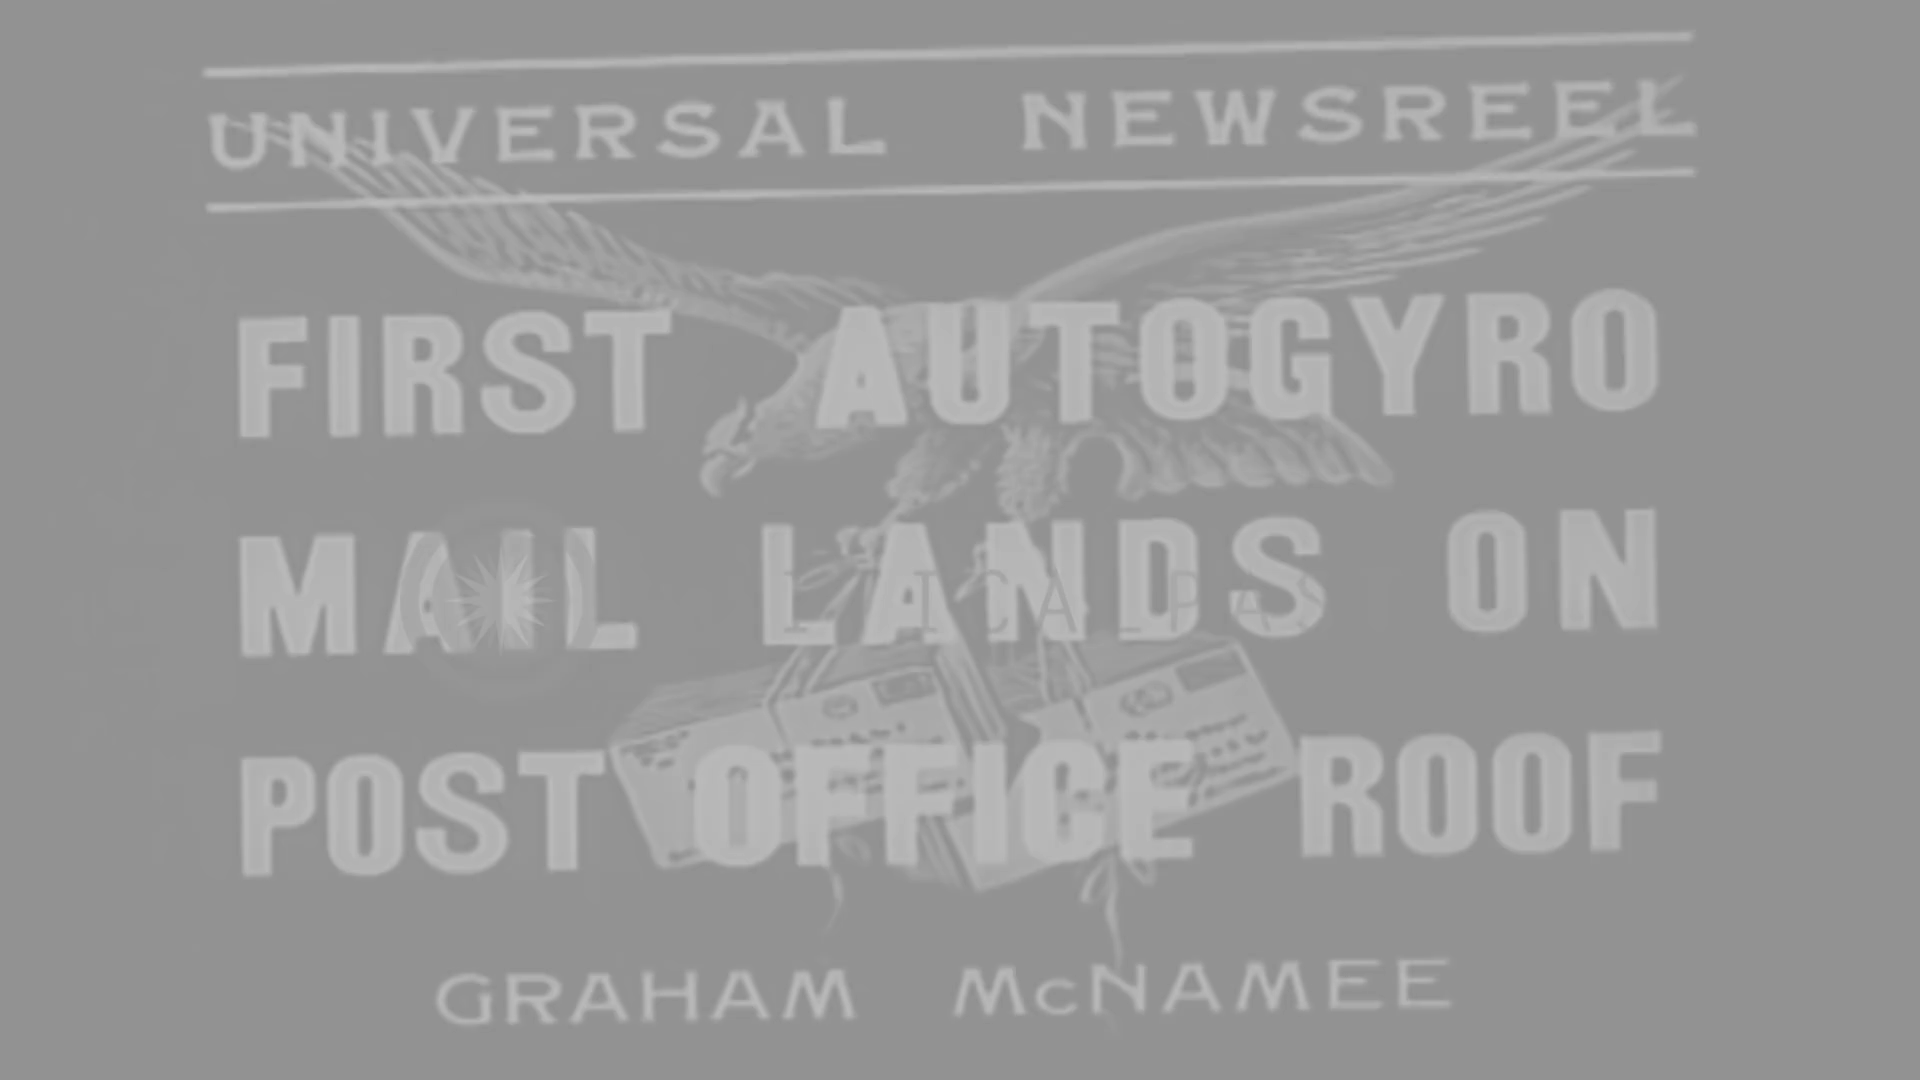 UNIVERSAL NEWSREEL
FIRST AUTOGYRO
MAIL LANDS ON
POST OFFICE ROOF
GRAHAM McNAMEE